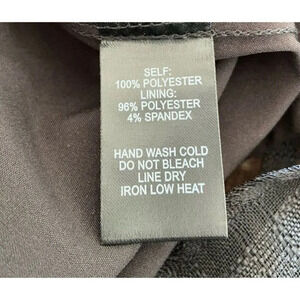 SELF:
100% POLYESTER
LINING:
96% POLYESTER
4% SPANDEX
HAND WASH COLD
DO NOT BLEACH
LINE DRY
IRON LOW HEAT